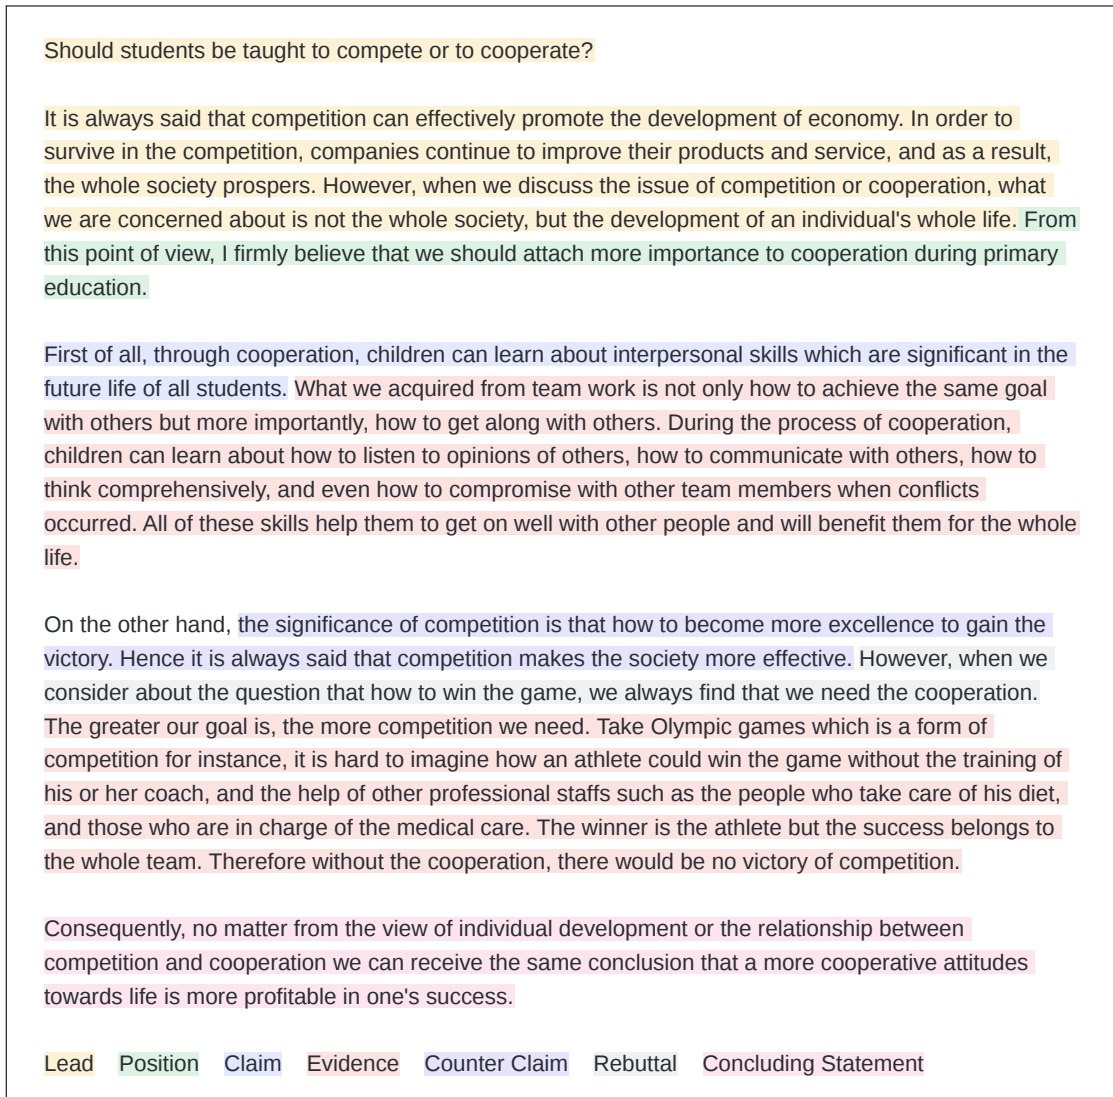 Should students be taught to compete or to cooperate?
It is always said that competition can effectively promote the development of economy. In order to
survive in the competition, companies continue to improve their products and service, and as a result,
the whole society prospers. However, when we discuss the issue of competition or cooperation, what
we are concerned about is not the whole society, but the development of an individual's whole life. From
this point of view, I firmly believe that we should attach more importance to cooperation during primary
education.
First of all, through cooperation, children can learn about interpersonal skills which are significant in the
future life of all students. What we acquired from team work is not only how to achieve the same goal
with others but more importantly, how to get along with others. During the process of cooperation,
children can learn about how to listen to opinions of others, how to communicate with others, how to
think comprehensively, and even how to compromise with other team members when conflicts
occurred. All of these skills help them to get on well with other people and will benefit them for the whole
life.
On the other hand, the significance of competition is that how to become more excellence to gain the
victory. Hence it is always said that competition makes the society more effective. However, when we
consider about the question that how to win the game, we always find that we need the cooperation.
The greater our goal is, the more competition we need. Take Olympic games which is a form of
competition for instance, it is hard to imagine how an athlete could win the game without the training of
his or her coach, and the help of other professional staffs such as the people who take care of his diet,
and those who are in charge of the medical care. The winner is the athlete but the success belongs to
the whole team. Therefore without the cooperation, there would be no victory of competition.
Consequently, no matter from the view of individual development or the relationship between
competition and cooperation we can receive the same conclusion that a more cooperative attitudes
towards life is more profitable in one's success.
Lead Position Claim Evidence Counter Claim Rebuttal Concluding Statement